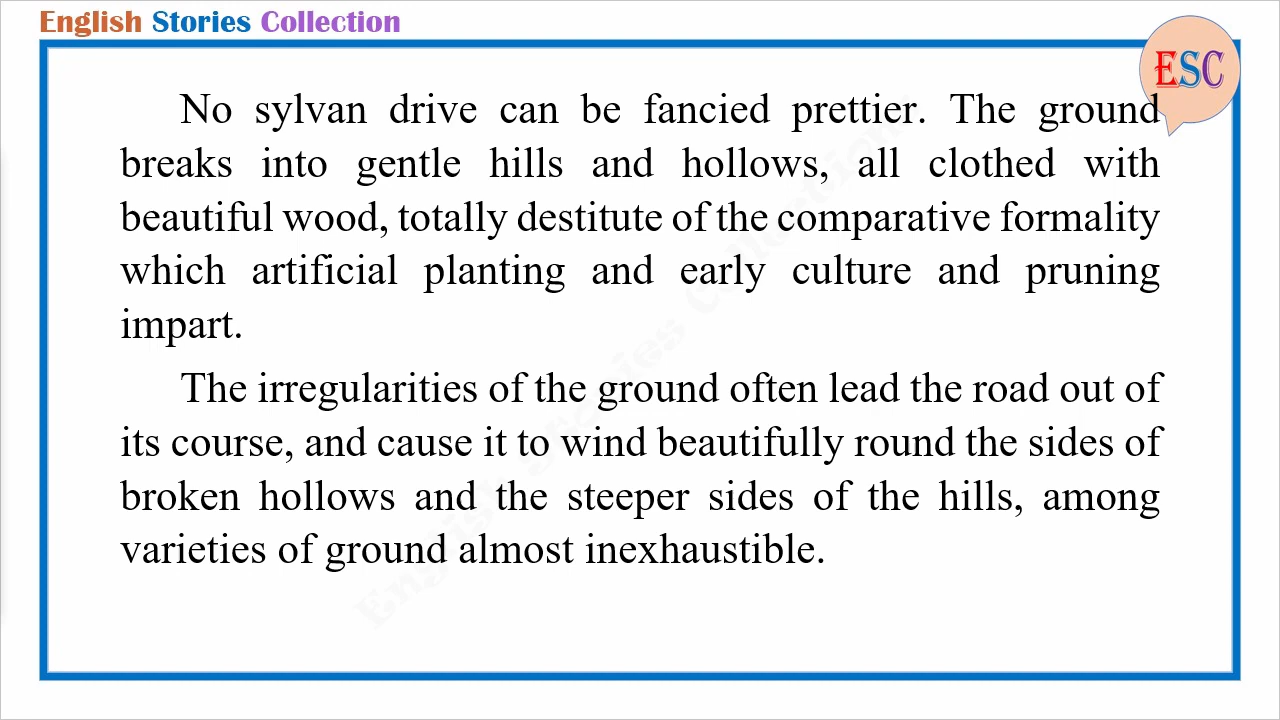 English Stories Collection
ESC
No sylvan drive can be fancied prettier. The ground
breaks into gentle hills and hollows, all clothed with
beautiful wood, totally destitute of the comparative formality
which artificial planting and early culture and pruning
impart.
The irregularities of the ground often lead the road out of
its course, and cause it to wind beautifully round the sides of
broken hollows and the steeper sides of the hills, among
varieties of ground almost inexhaustible.
English Stories Collection